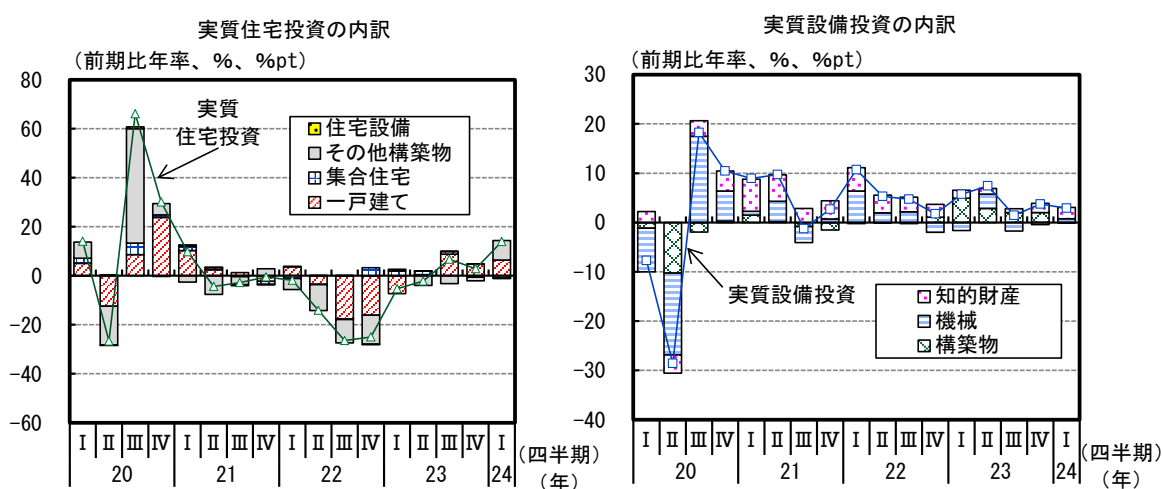 実質住宅投資の内訳
（前期比年率、%、%pt）
80
60
40
20
0
−20
−40
−60
実質
住宅投資
住宅設備
その他構築物
集合住宅
一戸建て
Ⅰ Ⅱ Ⅲ Ⅳ Ⅰ Ⅱ Ⅲ Ⅳ Ⅰ Ⅱ Ⅲ Ⅳ Ⅰ Ⅱ Ⅲ Ⅳ Ⅰ (四半期)
20 21 22 23 24 （年）
実質設備投資の内訳
（前期比年率、%、%pt）
30
20
10
0
−10
−20
−30
−40
実質設備投資
知的財産
機械
構築物
Ⅰ Ⅱ Ⅲ Ⅳ Ⅰ Ⅱ Ⅲ Ⅳ Ⅰ Ⅱ Ⅲ Ⅳ Ⅰ Ⅱ Ⅲ Ⅳ Ⅰ (四半期)
20 21 22 23 24 （年）